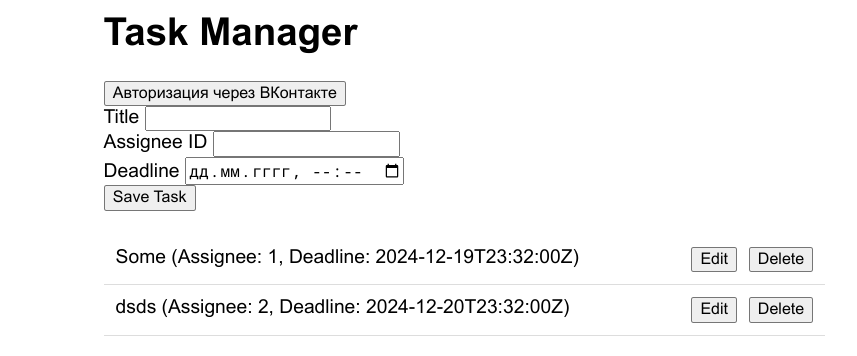 Task Manager
Авторизация через ВКонтакте
Title
Assignee ID
Deadline дд.мм.гггг, --:--
Save Task
Some (Assignee: 1, Deadline: 2024-12-19T23:32:00Z) Edit Delete
dsds (Assignee: 2, Deadline: 2024-12-20T23:32:00Z) Edit Delete